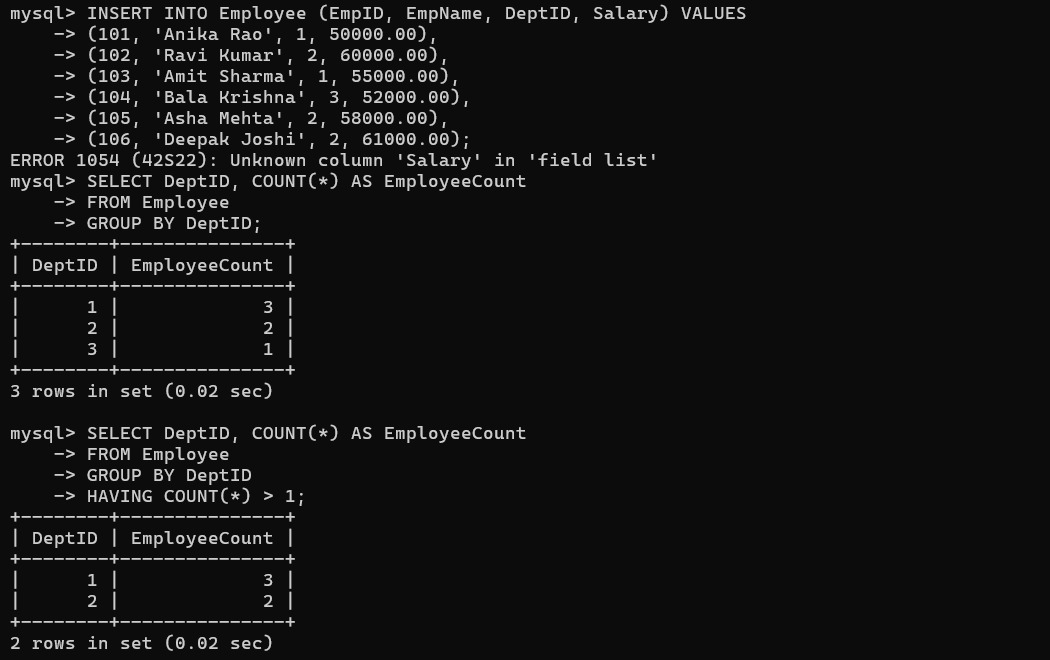 mysql> INSERT INTO Employee (EmpID, EmpName, DeptID, Salary) VALUES
    -> (101, 'Anika Rao', 1, 50000.00),
    -> (102, 'Ravi Kumar', 2, 60000.00),
    -> (103, 'Amit Sharma', 1, 55000.00),
    -> (104, 'Bala Krishna', 3, 52000.00),
    -> (105, 'Asha Mehta', 2, 58000.00),
    -> (106, 'Deepak Joshi', 2, 61000.00);
ERROR 1054 (42S22): Unknown column 'Salary' in 'field list'
mysql> SELECT DeptID, COUNT(*) AS EmployeeCount
    -> FROM Employee
    -> GROUP BY DeptID;
+--------+---------------+
| DeptID | EmployeeCount |
+--------+---------------+
|      1 |             3 |
|      2 |             2 |
|      3 |             1 |
+--------+---------------+
3 rows in set (0.02 sec)

mysql> SELECT DeptID, COUNT(*) AS EmployeeCount
    -> FROM Employee
    -> GROUP BY DeptID
    -> HAVING COUNT(*) > 1;
+--------+---------------+
| DeptID | EmployeeCount |
+--------+---------------+
|      1 |             3 |
|      2 |             2 |
+--------+---------------+
2 rows in set (0.02 sec)